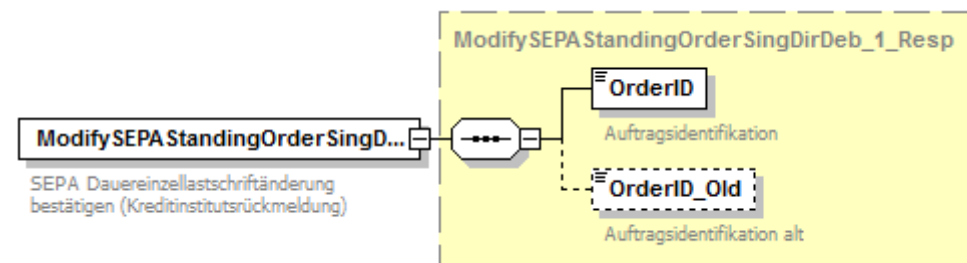 ModifySEPAStandingOrderSingDirDeb_1_Resp
OrderID
Auftragsidentifikation
ModifySEPAStandingOrderSingD...
SEPA Dauereinzellastschriftänderung
bestätigen (Kreditinstitutsrückmeldung)
OrderID_Old
Auftragsidentifikation alt